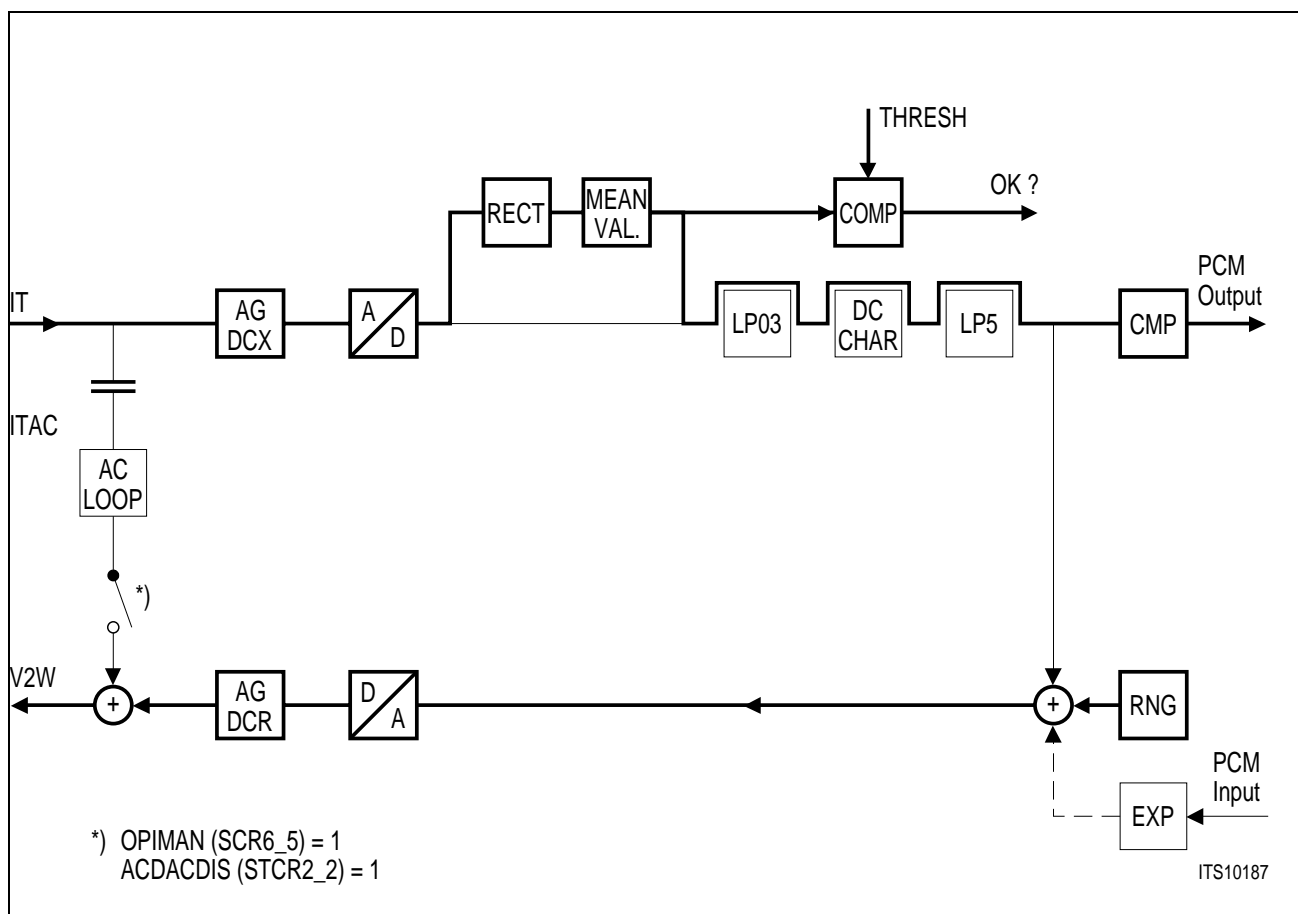 THRESH
OK ?
RECT
MEAN
VAL.
COMP
PCM
Output
IT
AG
DCX
A
D
LP03
DC
CHAR
LP5
CMP
ITAC
AC
LOOP
*)
V2W
+
AG
DCR
D
A
+
RNG
PCM
Input
EXP
*) OPIMAN (SCR6_5) = 1
ACDACDIS (STCR2_2) = 1
ITS10187